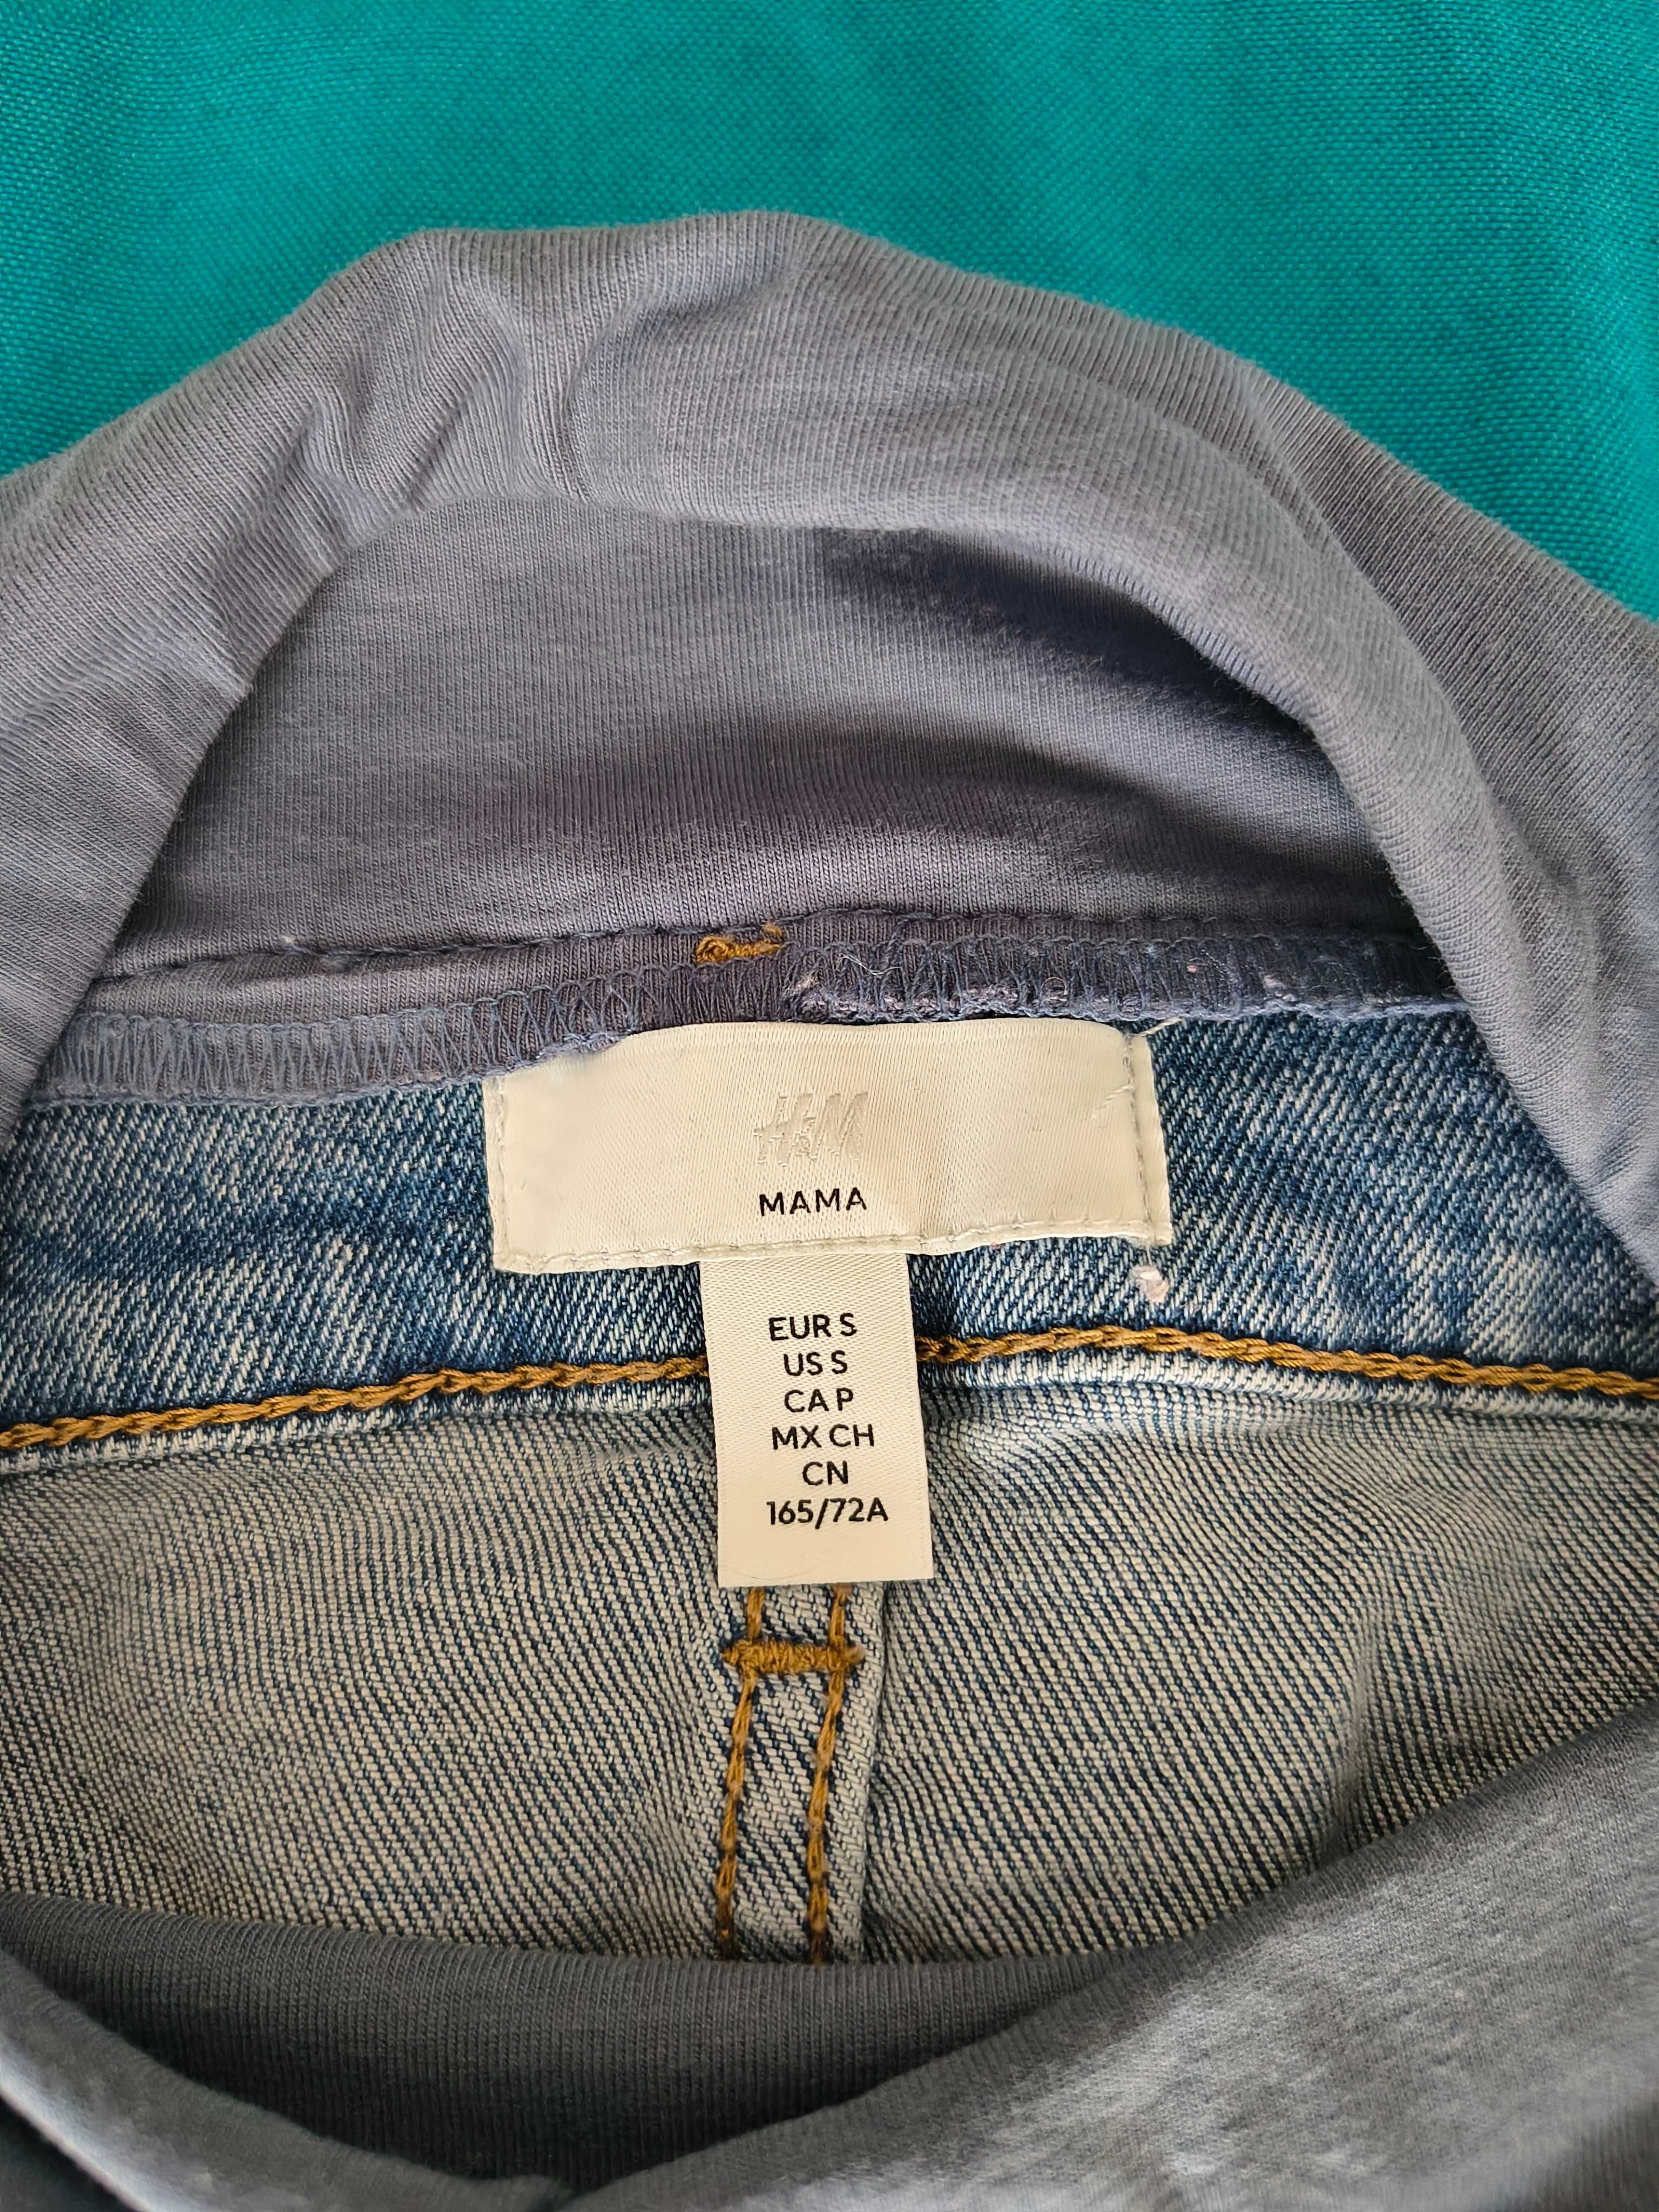 H&M
MAMA
EUR S
US S
CA P
MX CH
CN
165/72A